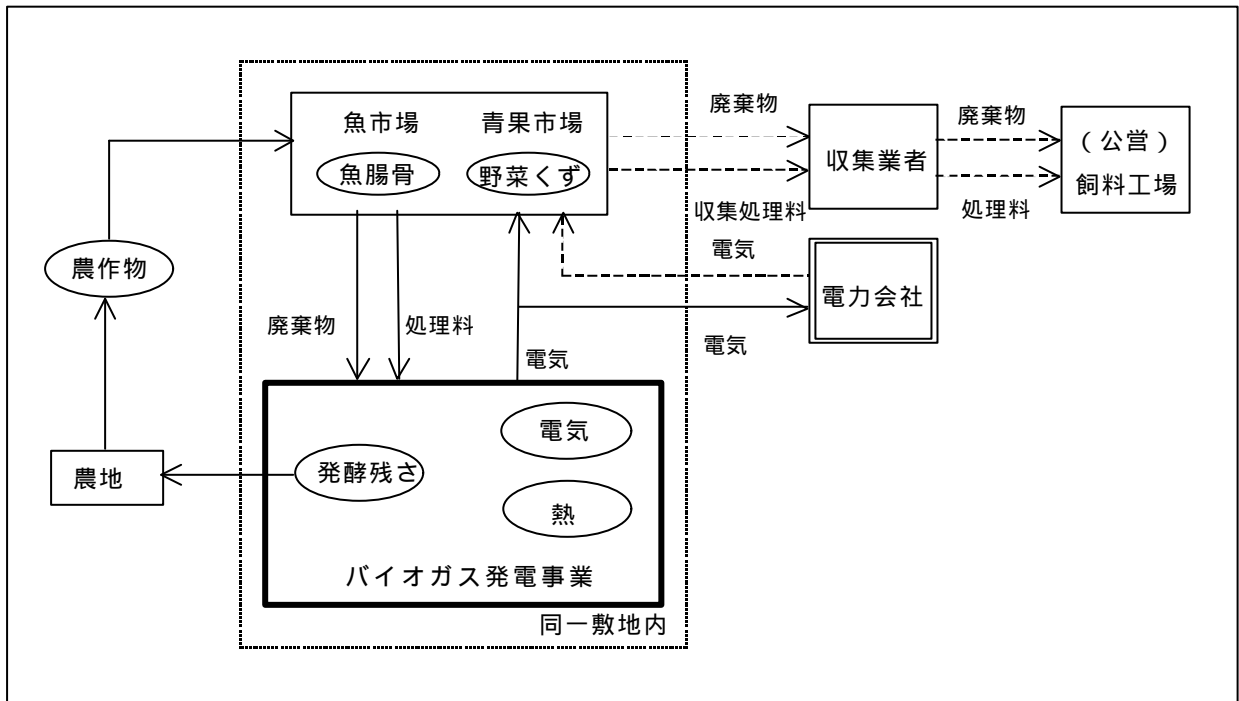 魚市場
青果市場
魚腸骨
野菜くず
廃棄物
収集処理料
収集業者
廃棄物
処理料
（公営）
飼料工場
電気
電力会社
電気
農作物
廃棄物
処理料
電気
農地
発酵残さ
電気
熱
バイオガス発電事業
同一敷地内